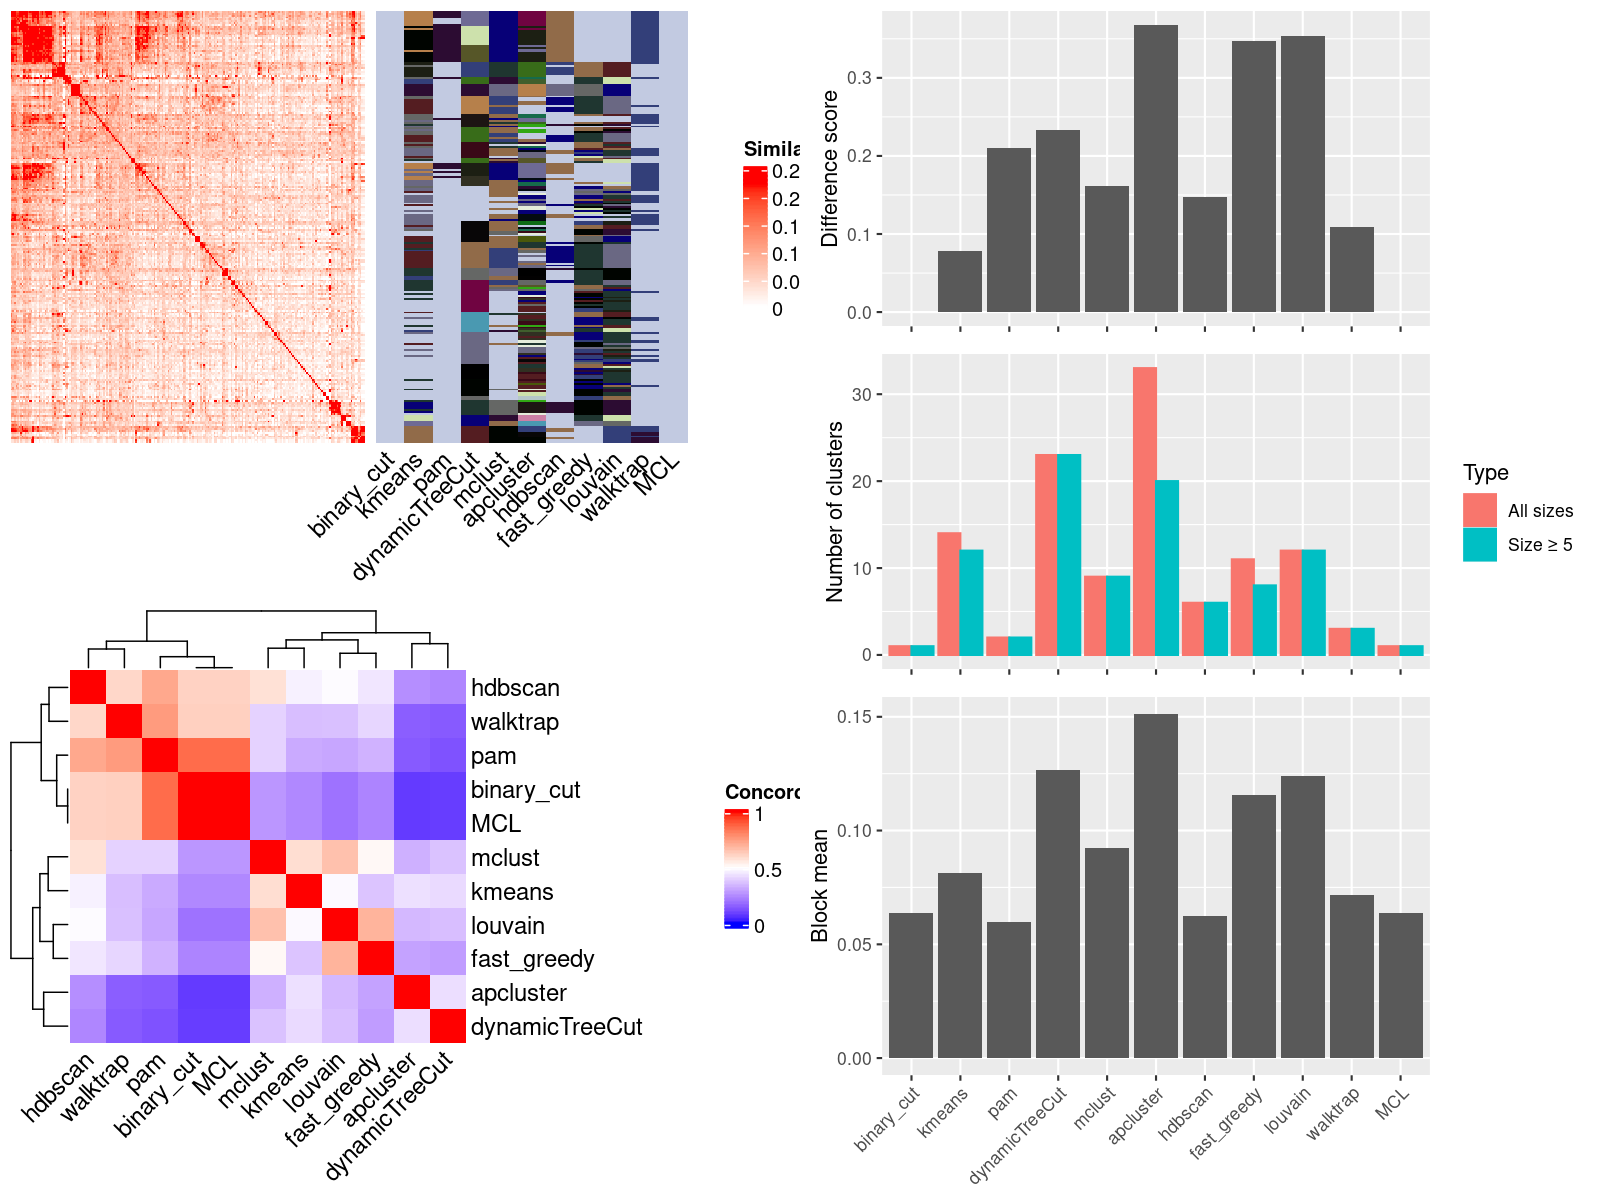 Simila
0.2
0.2
0.1
0.1
0.0
0
binary_cut
kmeans
pam
dynamicTreeCut
mclust
apcluster
hdbscan
fast_greedy
louvain
walktrap
MCL
hdbscan
walktrap
pam
binary_cut
MCL
mclust
kmeans
louvain
fast_greedy
apcluster
dynamicTreeCut
hdbscan
walktrap
pam
binary_cut
MCL
mclust
kmeans
louvain
fast_greedy
apcluster
dynamicTreeCut
Concord
1
0.5
0
Difference score
0.3
0.2
0.1
0.0
Number of clusters
30
20
10
0
Type
All sizes
Size ≥ 5
Block mean
0.15
0.10
0.05
0.00
binary_cut
kmeans
pam
dynamicTreeCut
mclust
apcluster
hdbscan
fast_greedy
louvain
walktrap
MCL